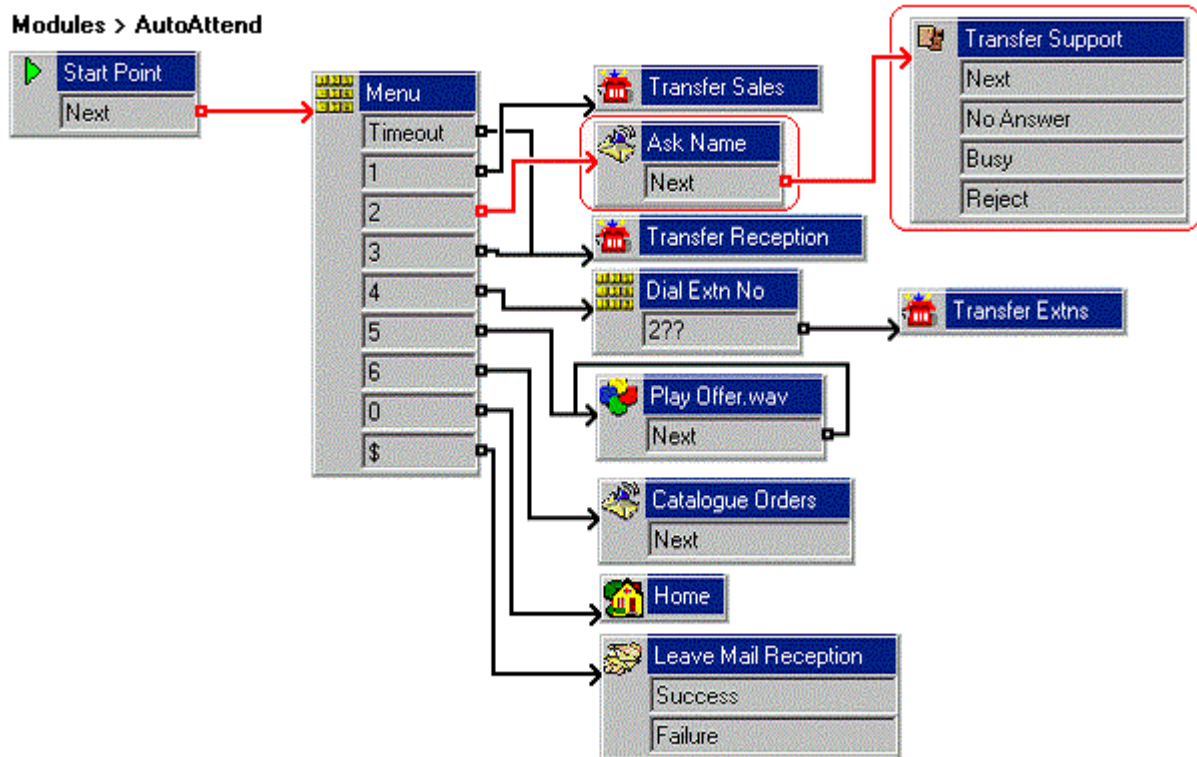 Modules > AutoAttend
Start Point
Next
Menu
Timeout
1
2
3
4
5
6
0
$
Transfer Sales
Ask Name
Next
Transfer Reception
Dial Extn No
2??
Play Offer.wav
Next
Catalogue Orders
Next
Home
Leave Mail Reception
Success
Failure
Transfer Support
Next
No Answer
Busy
Reject
Transfer Extns